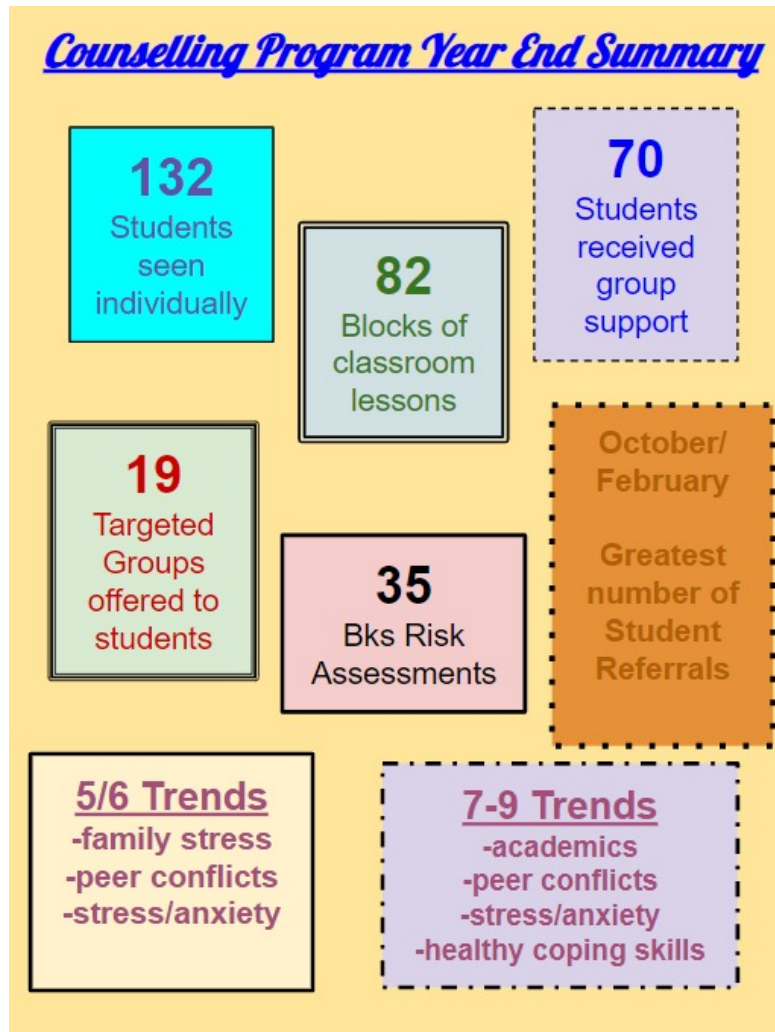 Counselling Program Year End Summary
132
Students
seen
individually
70
Students
received
group
support
82
Blocks of
classroom
lessons
19
Targeted
Groups
offered to
students
35
Bks Risk
Assessments
October/
February
Greatest
number of
Student
Referrals
5/6 Trends
-family stress
-peer conflicts
-stress/anxiety
7-9 Trends
-academics
-peer conflicts
-stress/anxiety
-healthy coping skills